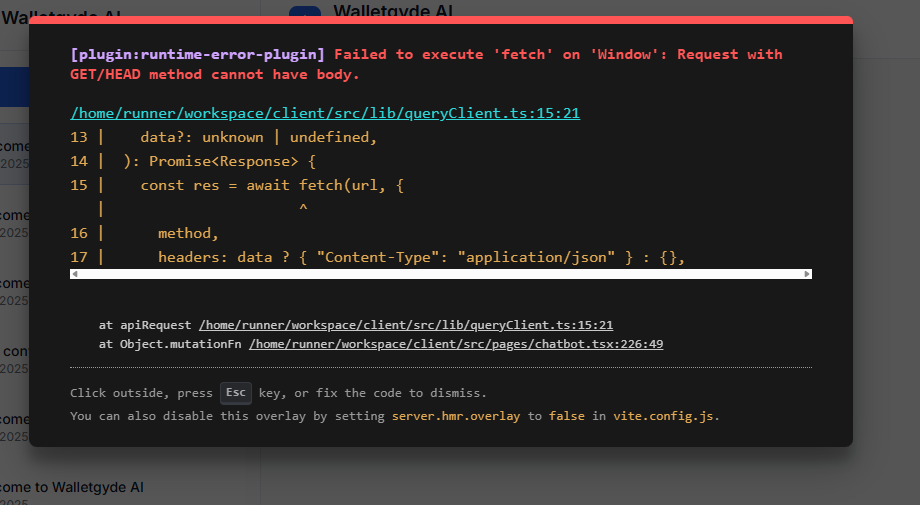 Walletgyde AI
Walletgyde AI
[plugin:runtime-error-plugin] Failed to execute 'fetch' on 'Window': Request with
GET/HEAD method cannot have body.
/home/runner/workspace/client/src/lib/queryClient.ts:15:21
13 |    data?: unknown | undefined,
14 |  ): Promise<Response> {
15 |    const res = await fetch(url, {
   |                      ^
16 |      method,
17 |      headers: data ? { "Content-Type": "application/json" } : {},
at apiRequest /home/runner/workspace/client/src/lib/queryClient.ts:15:21
at Object.mutationFn /home/runner/workspace/client/src/pages/chatbot.tsx:226:49
Click outside, press Esc key, or fix the code to dismiss.
You can also disable this overlay by setting server.hmr.overlay to false in vite.config.js.
come
2025
come
2025
come
2025
con
2025
come
2025
come to Walletgyde AI
2025